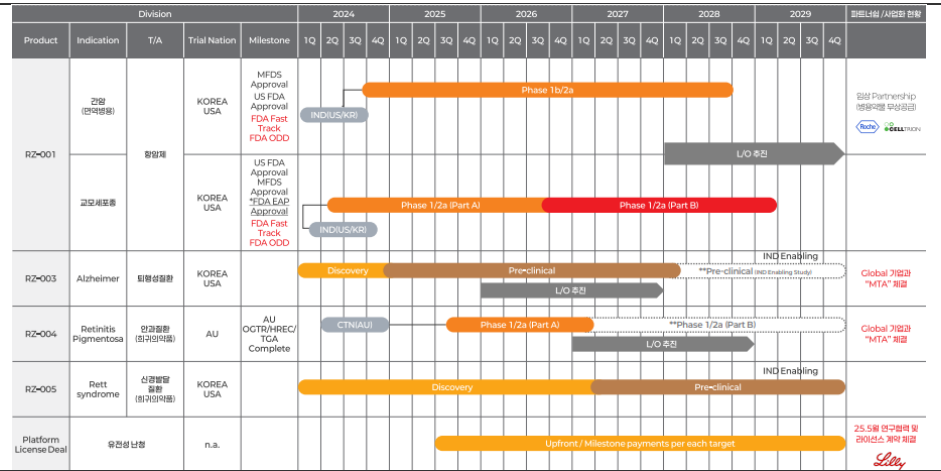 Division
2024
2025
2026
2027
2028
2029
파트너쉽 /사업화 현황
Product
Indication
T/A
Trial Nation
Milestone
1Q 2Q 3Q 4Q 1Q 2Q 3Q 4Q 1Q 2Q 3Q 4Q 1Q 2Q 3Q 4Q 1Q 2Q 3Q 4Q 1Q 2Q 3Q 4Q
RZ-001
간암
(면역병용)
항암제
KOREA
USA
MFDS
Approval
US FDA
Approval
FDA Fast
Track
FDA ODD
IND(US/KR)
Phase 1b/2a
임상 Partnership
(병용약물 무상공급)
Roche
CELLTRION
L/O 추진
교모세포종
KOREA
USA
US FDA
Approval
MFDS
Approval
*FDA EAP
Approval
FDA Fast
Track
FDA ODD
Phase 1/2a (Part A)
Phase 1/2a (Part B)
IND(US/KR)
RZ-003
Alzheimer
퇴행성질환
KOREA
USA
Discovery
Pre-clinical
IND Enabling
**Pre-clinical (IND Enabling Study)
L/O 추진
Global 기업과
"MTA" 체결
RZ-004
Retinitis
Pigmentosa
안과질환
(희귀의약품)
AU
AU
OGTR/HREC/
TGA
Complete
CTN(AU)
Phase 1/2a (Part A)
**Phase 1/2a (Part B)
L/O 추진
Global 기업과
"MTA" 체결
RZ-005
Rett
syndrome
신경발달
질환
(희귀의약품)
KOREA
USA
Discovery
IND Enabling
Pre-clinical
Platform
License Deal
유전성 난청
n.a.
Upfront / Milestone payments per each target
25.5월 연구협력 및
라이선스 계약 체결
Lilly